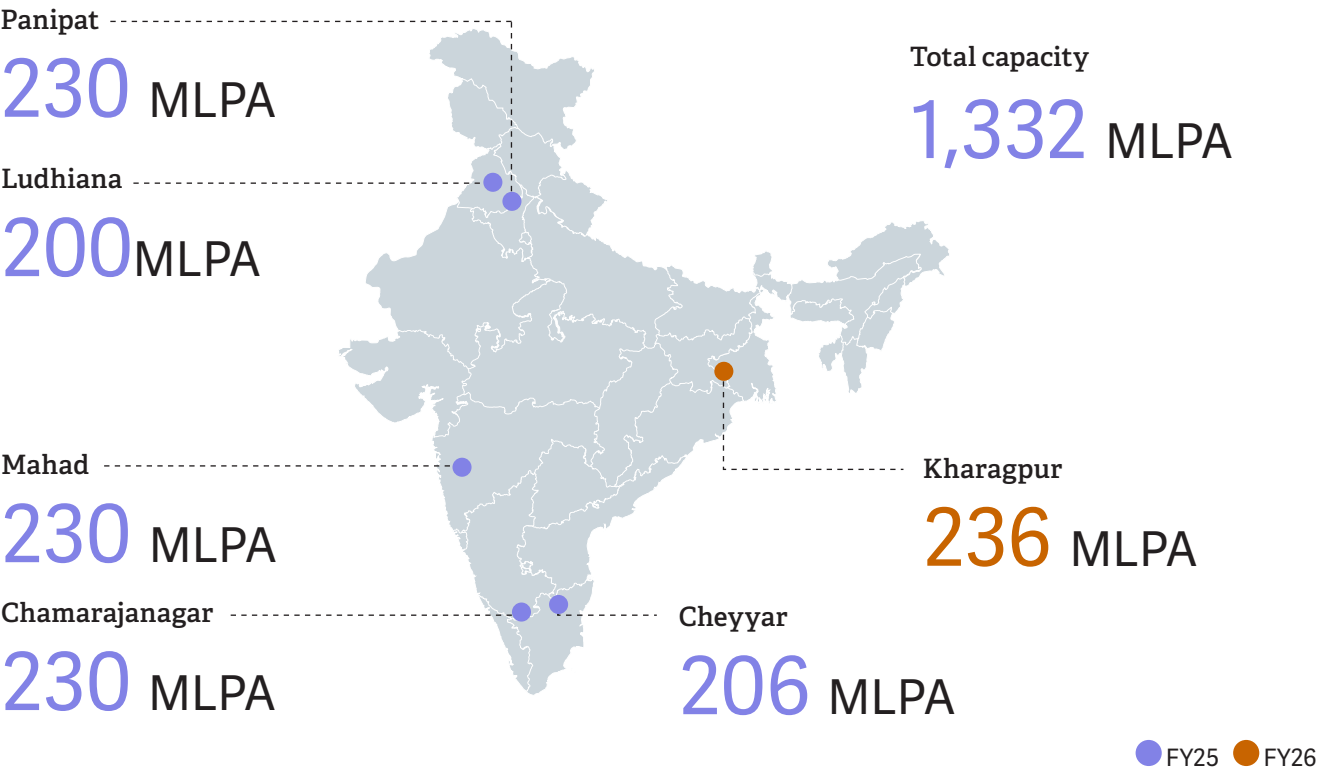 Panipat
230 MLPA
Ludhiana
200MLPA
Total capacity
1,332 MLPA
Mahad
230 MLPA
Chamarajanagar
230 MLPA
Kharagpur
236 MLPA
Cheyyar
206 MLPA
FY25 FY26